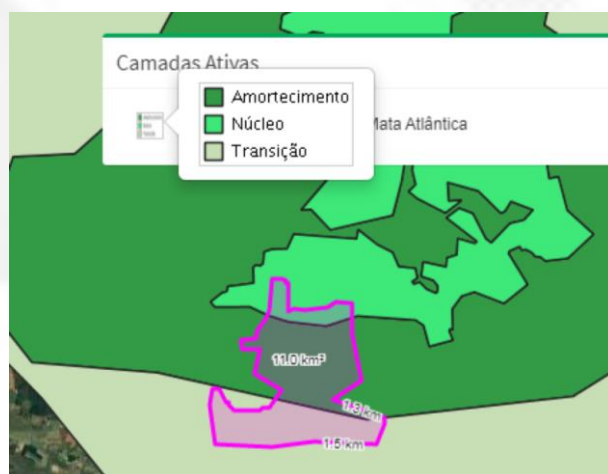 Camadas Ativas
Amortecimento
Núcleo
Mata Atlântica
Transição
11.0 km²
1.3 km
1.5 km